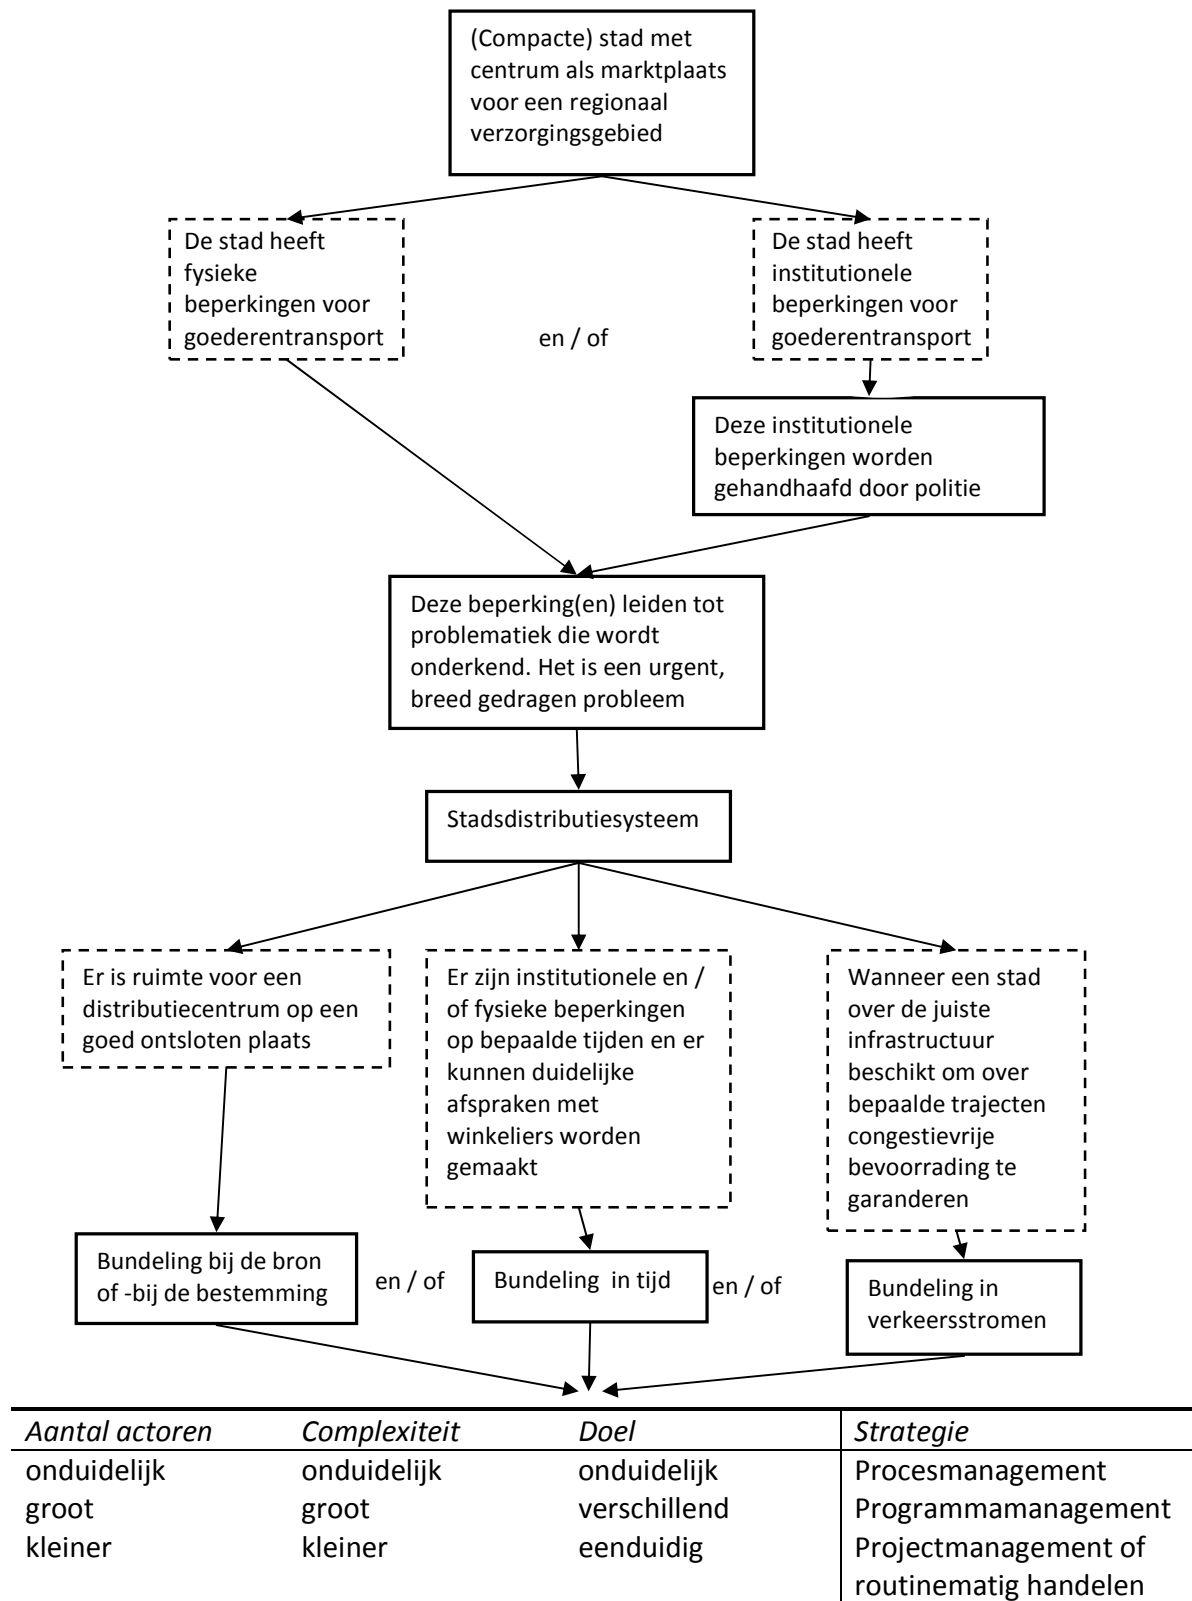 (Compacte) stad met
centrum als marktplaats
voor een regionaal
verzorgingsgebied
De stad heeft
fysieke
beperkingen voor
goederentransport
en / of
De stad heeft
institutionele
beperkingen voor
goederentransport
Deze institutionele
beperkingen worden
gehandhaafd door politie
Deze beperking(en) leiden tot
problematiek die wordt
onderkend. Het is een urgent,
breed gedragen probleem
Stadsdistributiesysteem
Er is ruimte voor een
distributiecentrum op een
goed ontsloten plaats
Er zijn institutionele en /
of fysieke beperkingen
op bepaalde tijden en er
kunnen duidelijke
afspraken met
winkeliers worden
gemaakt
Wanneer een stad
over de juiste
infrastructuur
beschikt om over
bepaalde trajecten
congestievrije
bevoorrading te
garanderen
Bundeling bij de bron
of -bij de bestemming
en / of
Bundeling in tijd
en / of
Bundeling in
verkeersstromen
Aantal actoren Complexiteit Doel Strategie
onduidelijk onduidelijk onduidelijk Procesmanagement
groot groot verschillend Programmamanagement
kleiner kleiner eenduidig Projectmanagement of
routinematig handelen